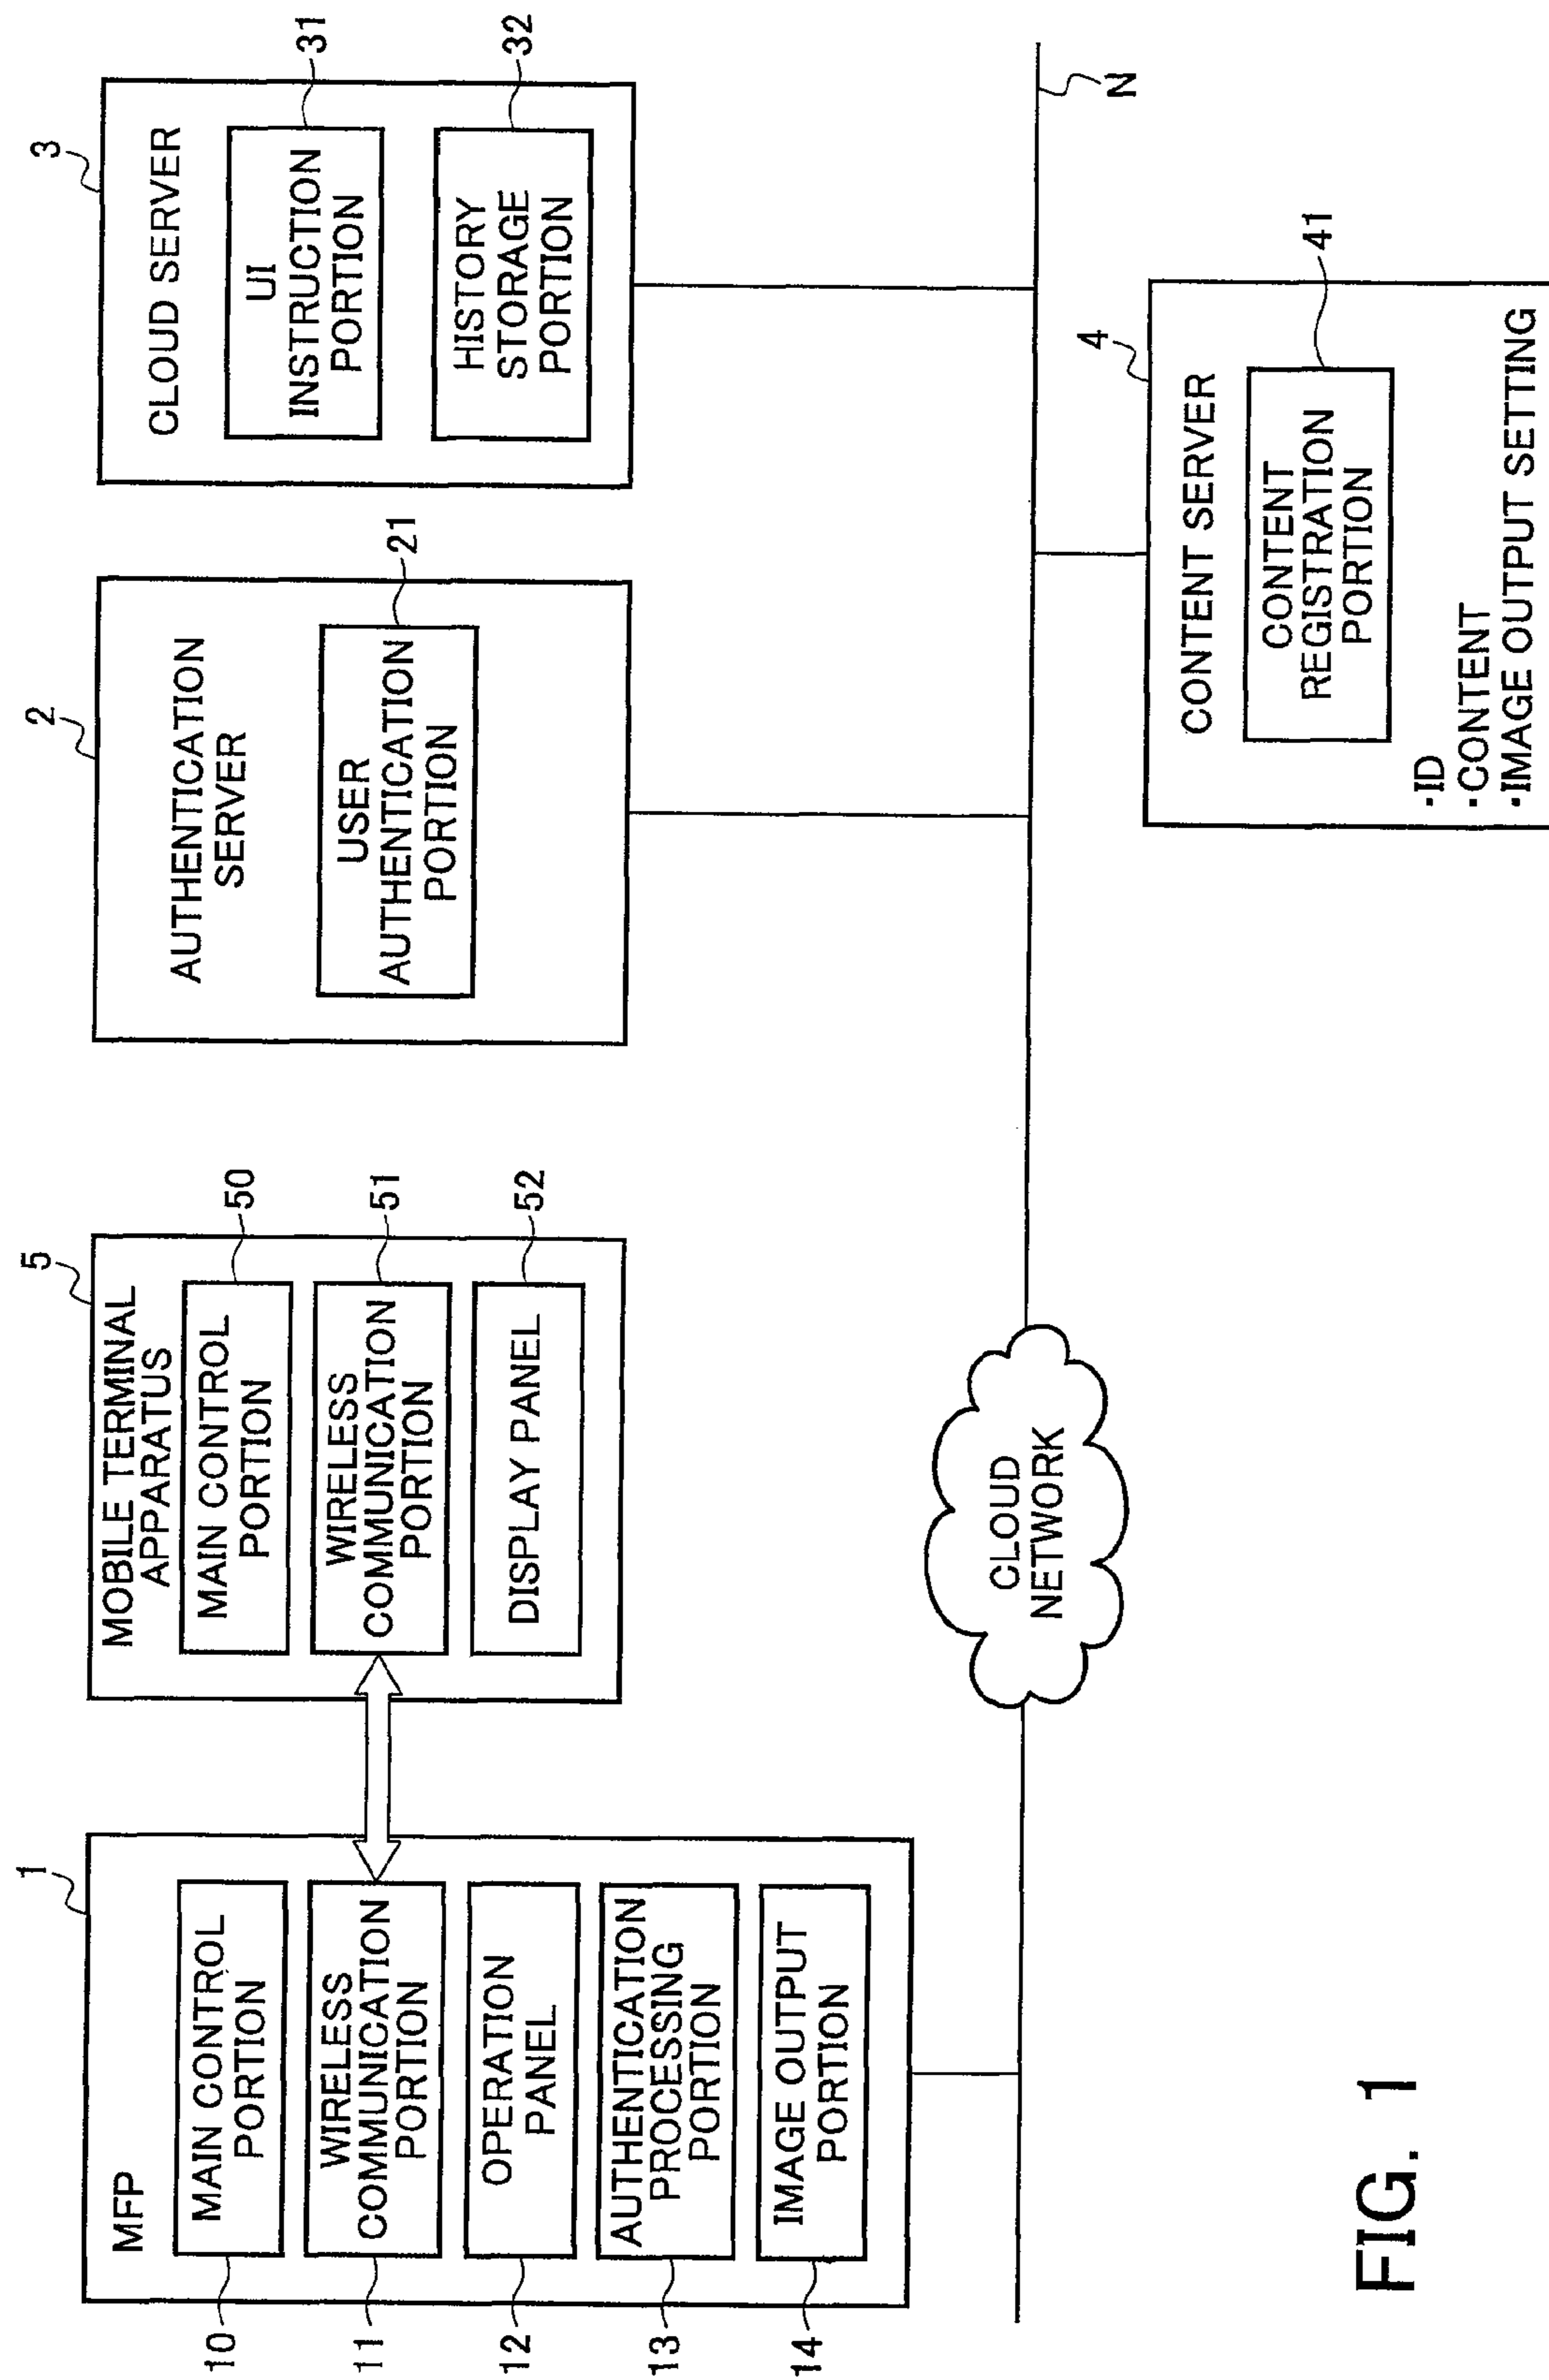 1
MFP
10
MAIN CONTROL
PORTION
11
WIRELESS
COMMUNICATION
PORTION
12
OPERATION
PANEL
13
AUTHENTICATION
PROCESSING
PORTION
14
IMAGE OUTPUT
PORTION
5
MOBILE TERMINAL
APPARATUS
MAIN CONTROL
PORTION
50
WIRELESS
COMMUNICATION
PORTION
51
DISPLAY PANEL
52
2
AUTHENTICATION
SERVER
USER
AUTHENTICATION
PORTION
21
3
CLOUD SERVER
UI
INSTRUCTION
PORTION
31
HISTORY
STORAGE
PORTION
32
CLOUD
NETWORK
N
4
CONTENT SERVER
CONTENT
REGISTRATION
PORTION
41
·ID
·CONTENT
·IMAGE OUTPUT SETTING
FIG. 1